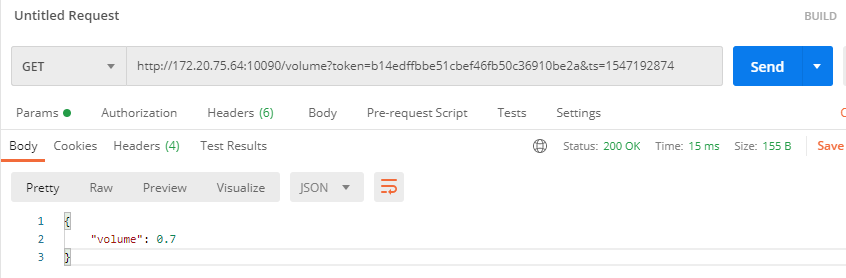 Untitled Request
BUILD
GET
http://172.20.75.64:10090/volume?token=b14edffbbe51cbef46fb50c36910be2a&ts=1547192874
Send
Params
Authorization
Headers (6)
Body
Pre-request Script
Tests
Settings
Body
Cookies
Headers (4)
Test Results
Status: 200 OK
Time: 15 ms
Size: 155 B
Save
Pretty
Raw
Preview
Visualize
JSON
1 {
2 "volume": 0.7
3 }